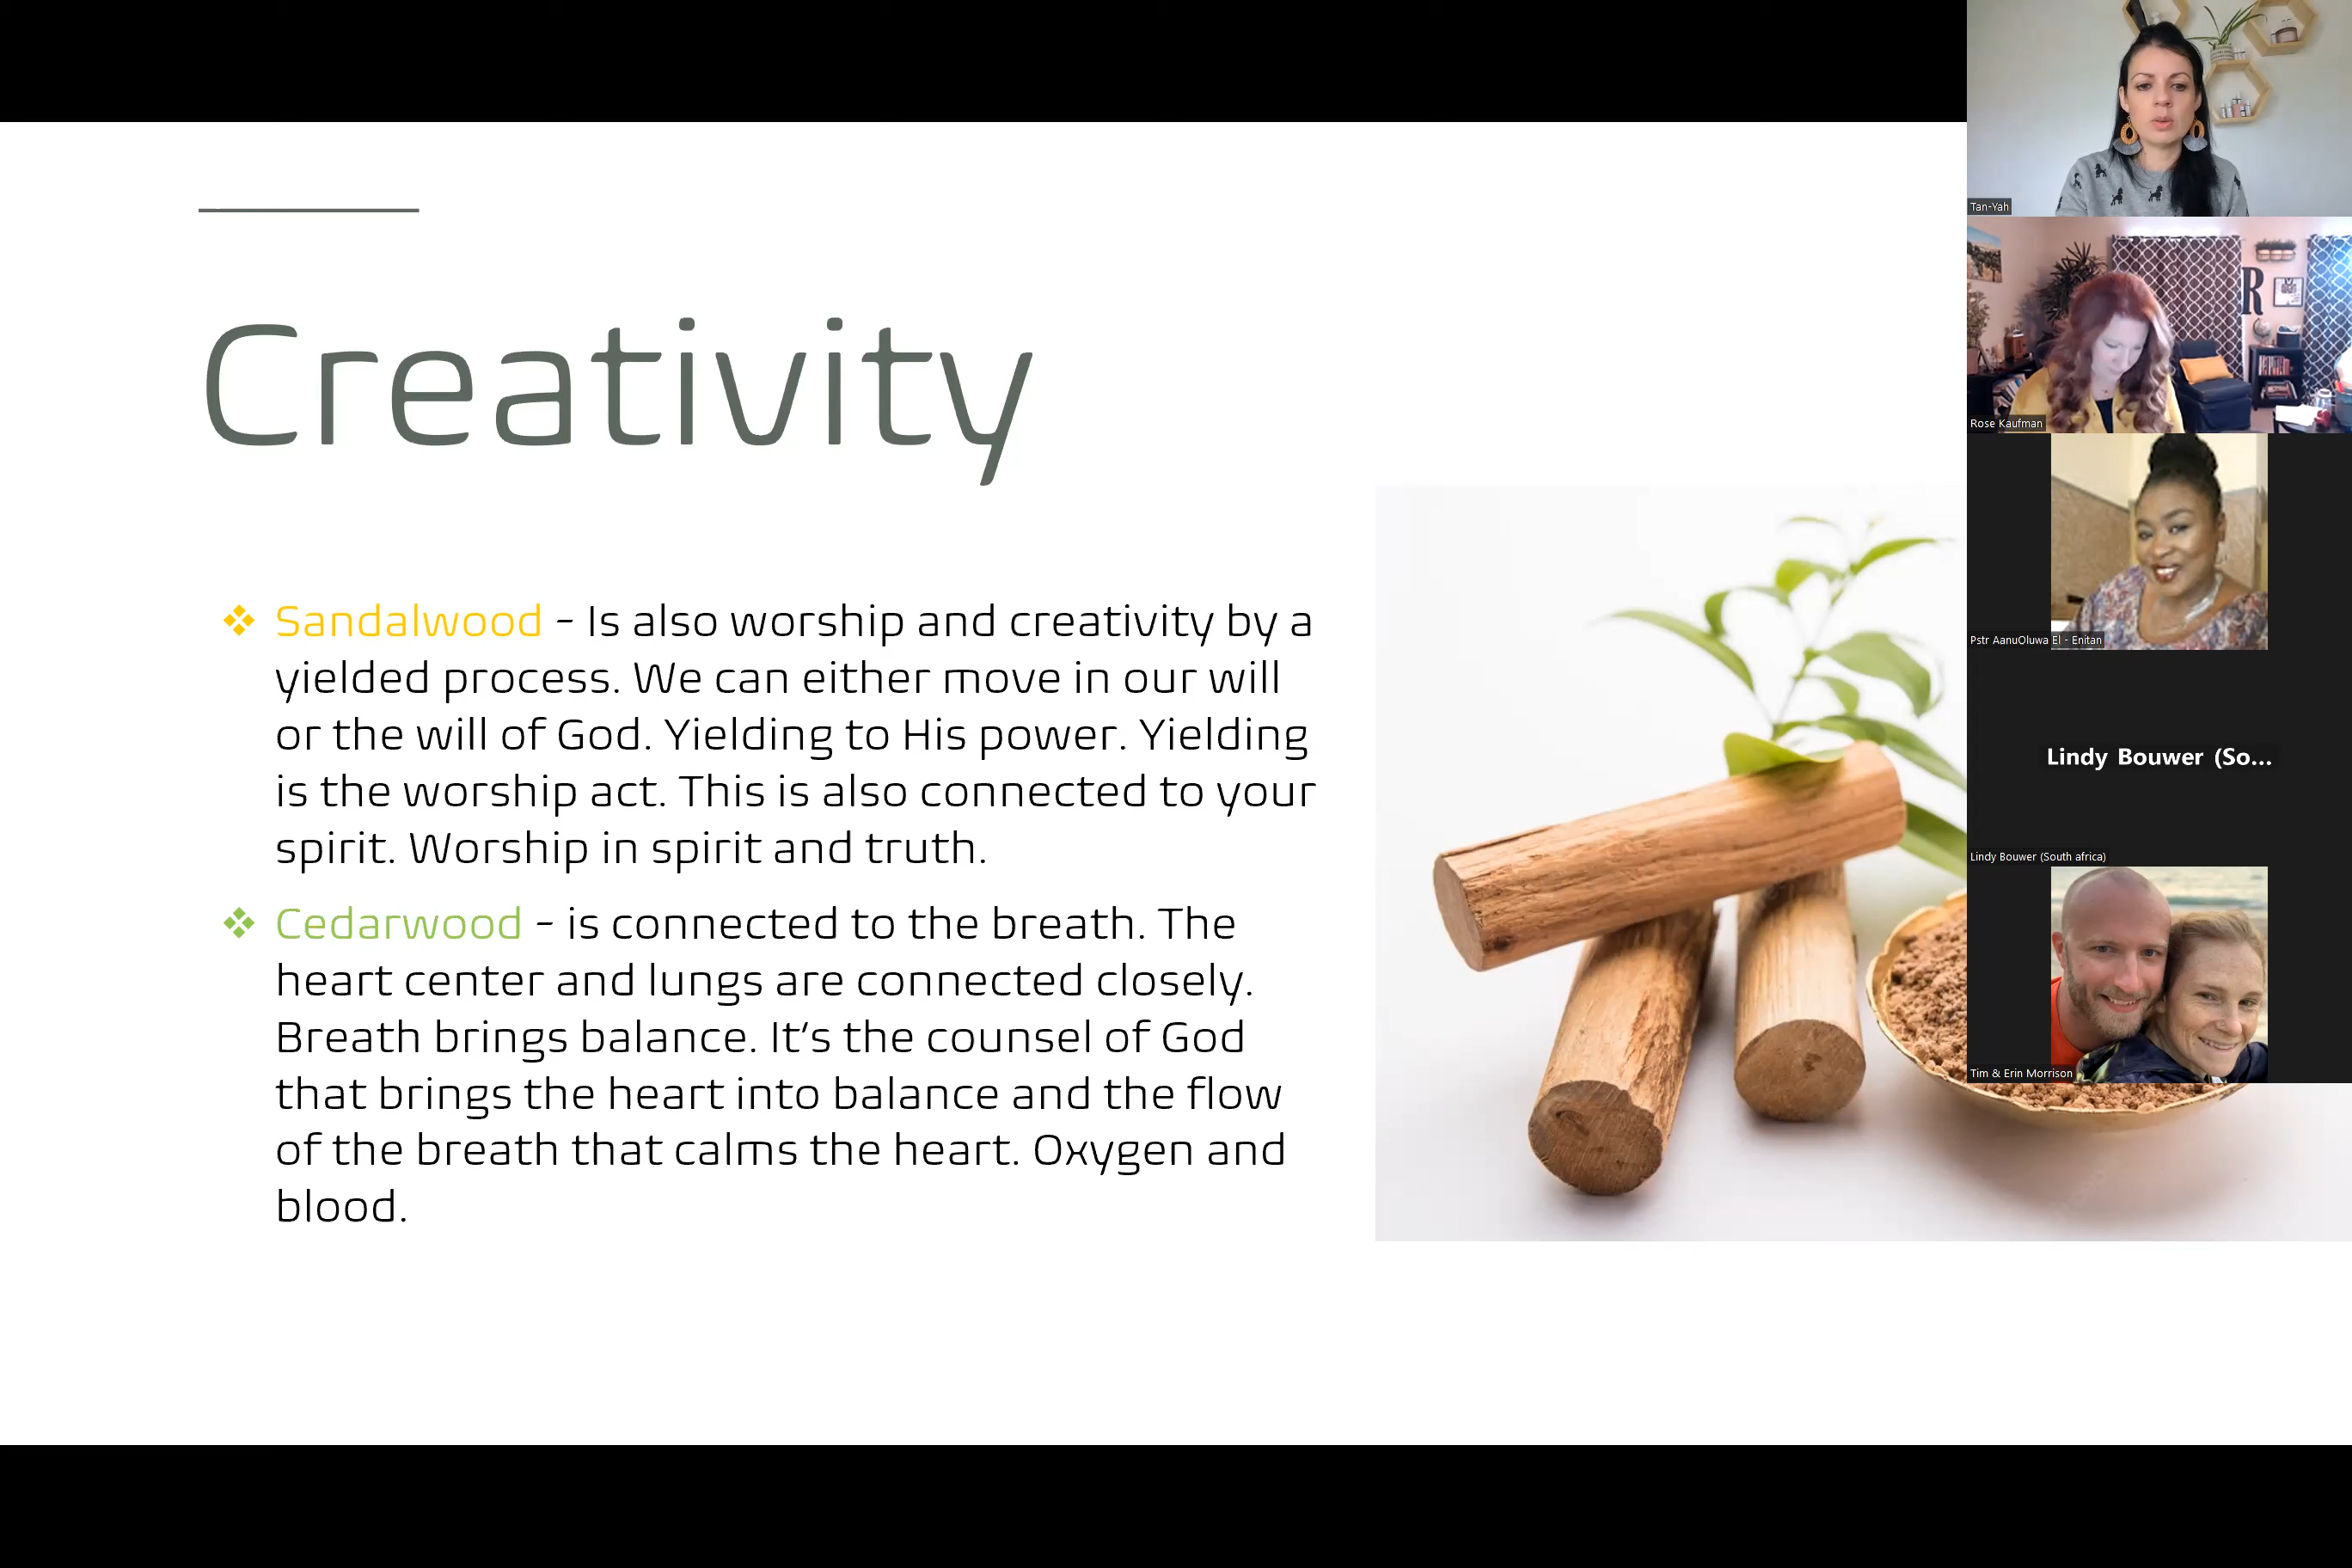 Creativity
❖ Sandalwood - Is also worship and creativity by a
yielded process. We can either move in our will
or the will of God. Yielding to His power. Yielding
is the worship act. This is also connected to your
spirit. Worship in spirit and truth.
❖ Cedarwood - is connected to the breath. The
heart center and lungs are connected closely.
Breath brings balance. It’s the counsel of God
that brings the heart into balance and the flow
of the breath that calms the heart. Oxygen and
blood.
Tan-Yah
R
Rose Kaufman
Pstr AanuOluwa El - Enitan
Lindy Bouwer (So...
Lindy Bouwer (South africa)
Tim & Erin Morrison